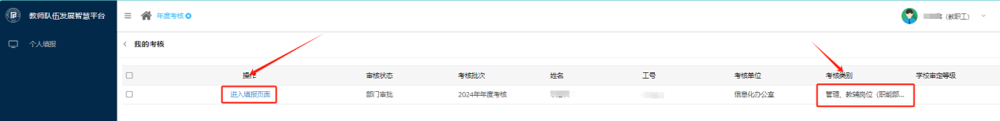 教师队伍发展智慧平台
年度考核
(教职工)
个人填报
我的考核
操作 审核状态 考核批次 姓名 工号 考核单位 考核类别 学校审定等级
进入填报页面 部门审批 2024年年度考核 信息化办公室 管理、教辅岗位（职能部...